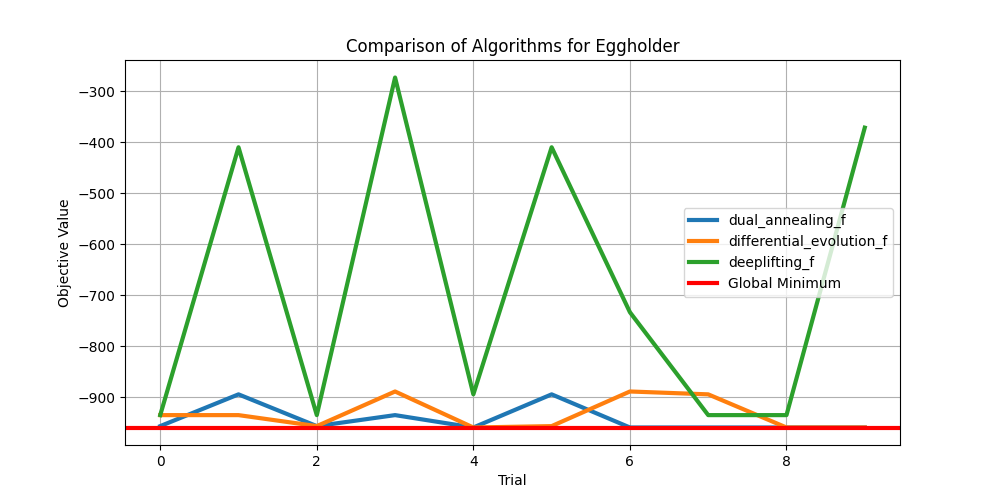 Comparison of Algorithms for Eggholder
Objective Value
−300
−400
−500
−600
−700
−800
−900
dual_annealing_f
differential_evolution_f
deeplifting_f
Global Minimum
0
2
4
6
8
Trial